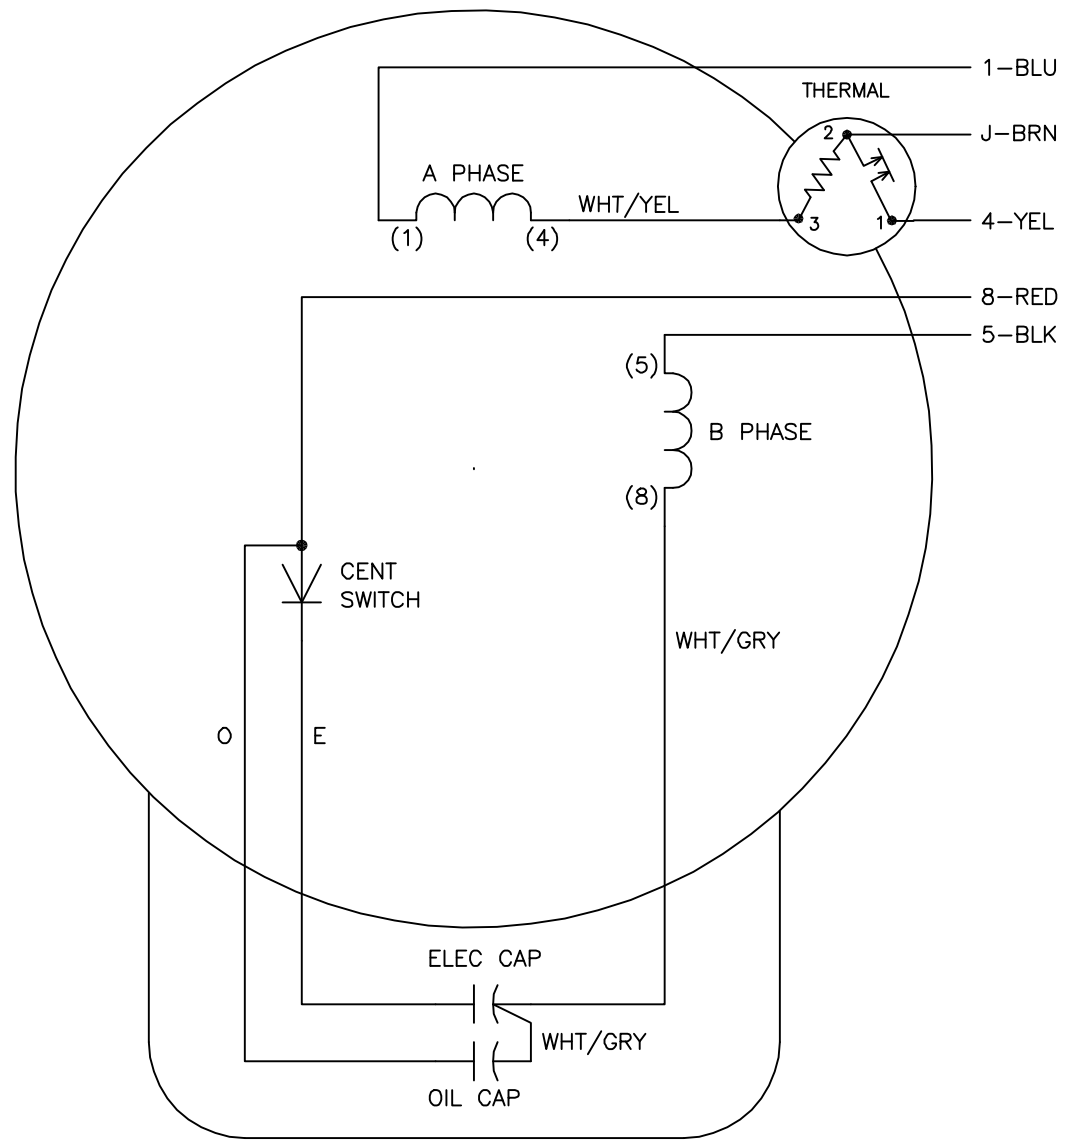 1-BLU
THERMAL
2
J-BRN
A PHASE
WHT/YEL
3
1
4-YEL
(1)
(4)
8-RED
5-BLK
(5)
B PHASE
(8)
CENT
SWITCH
WHT/GRY
O
E
ELEC CAP
WHT/GRY
OIL CAP